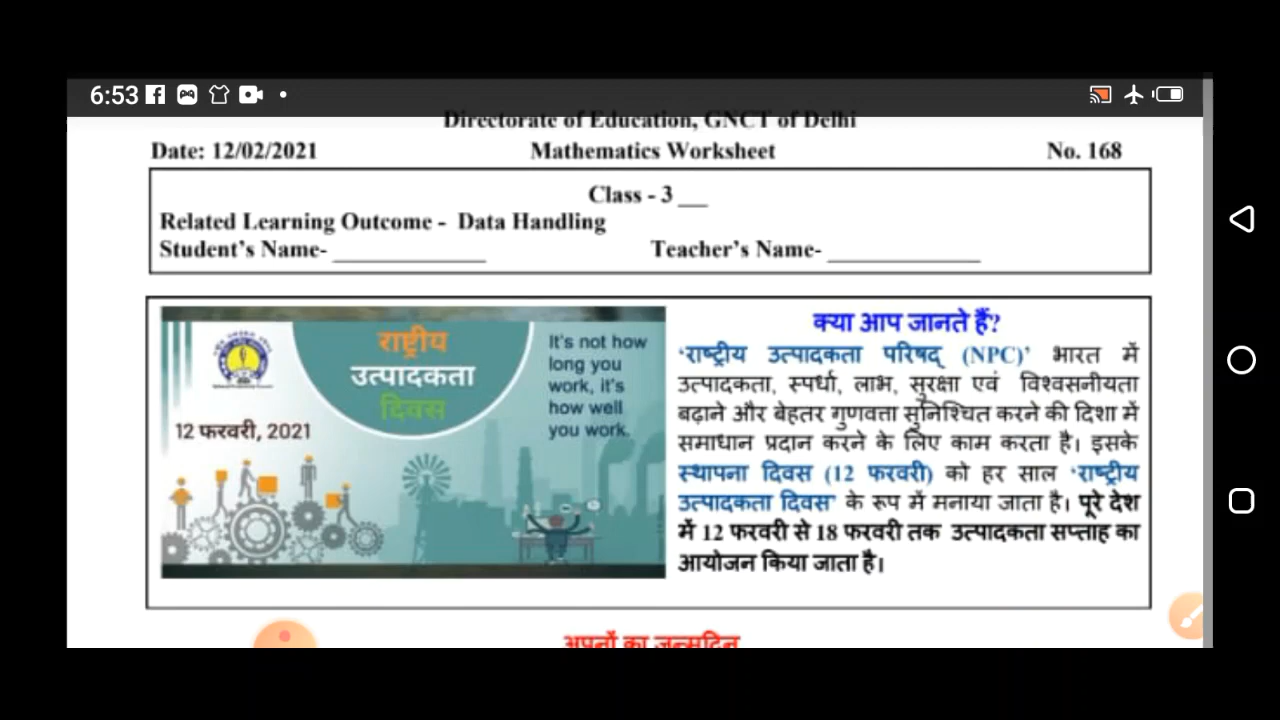 6:53
Directorate of Education, GNCT of Delhi
Date: 12/02/2021 Mathematics Worksheet No. 168
Class - 3 __
Related Learning Outcome - Data Handling
Student's Name- ____________ Teacher's Name- ____________
राष्ट्रीय
उत्पादकता
दिवस
12 फरवरी, 2021
It's not how
long you
work, it's
how well
you work.
क्या आप जानते हैं?
'राष्ट्रीय उत्पादकता परिषद् (NPC)' भारत में
उत्पादकता, स्पर्धा, लाभ, सुरक्षा एवं विश्वसनीयता
बढ़ाने और बेहतर गुणवत्ता सुनिश्चित करने की दिशा में
समाधान प्रदान करने के लिए काम करता है। इसके
स्थापना दिवस (12 फरवरी) को हर साल 'राष्ट्रीय
उत्पादकता दिवस' के रूप में मनाया जाता है। पूरे देश
में 12 फरवरी से 18 फरवरी तक उत्पादकता सप्ताह का
आयोजन किया जाता है।
अपनों का जन्मदिन